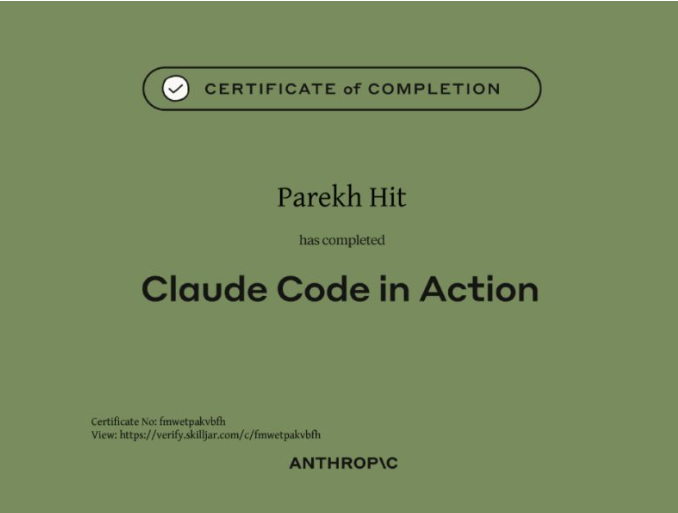 CERTIFICATE of COMPLETION
Parekh Hit
has completed
Claude Code in Action
Certificate No: fmwetpakvbfh
View: https://verify.skilljar.com/c/fmwetpakvbfh
ANTHROP\C